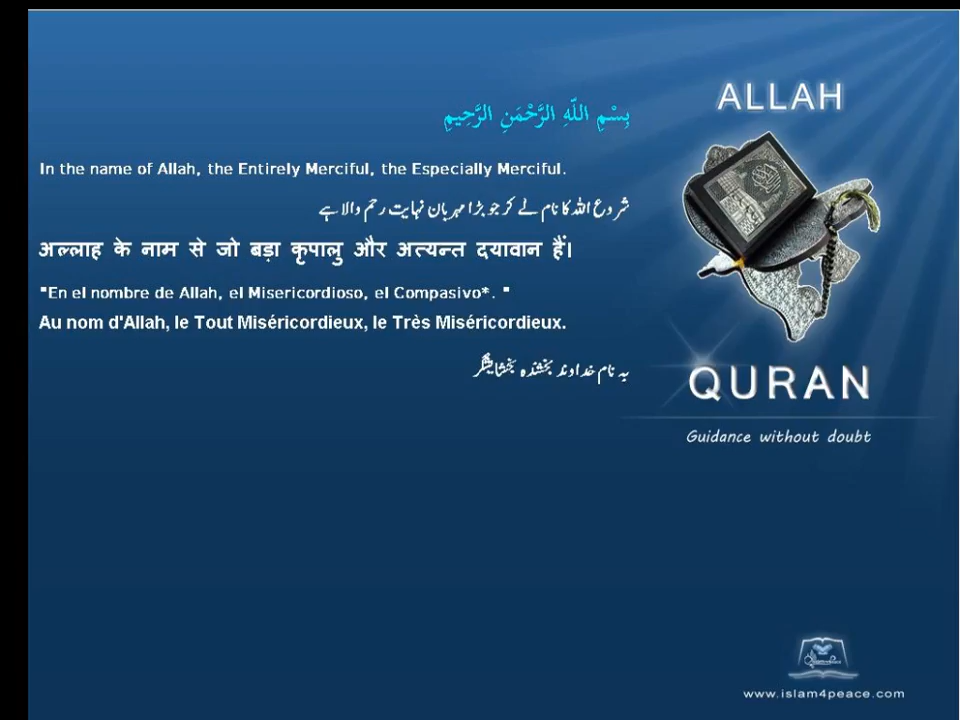 بِسْمِ اللَّهِ الرَّحْمَنِ الرَّحِيمِ
In the name of Allah, the Entirely Merciful, the Especially Merciful.
شروع الله کا نام لے کر جو بڑا مہربان نہایت رحم والا ہے
अल्लाह के नाम से जो बड़ा कृपालु और अत्यन्त दयावान हैं।
"En el nombre de Allah, el Misericordioso, el Compasivo*. "
Au nom d'Allah, le Tout Miséricordieux, le Très Miséricordieux.
به نام خداوند بخشنده بخشایشگر
ALLAH
QURAN
Guidance without doubt
www.islam4peace.com